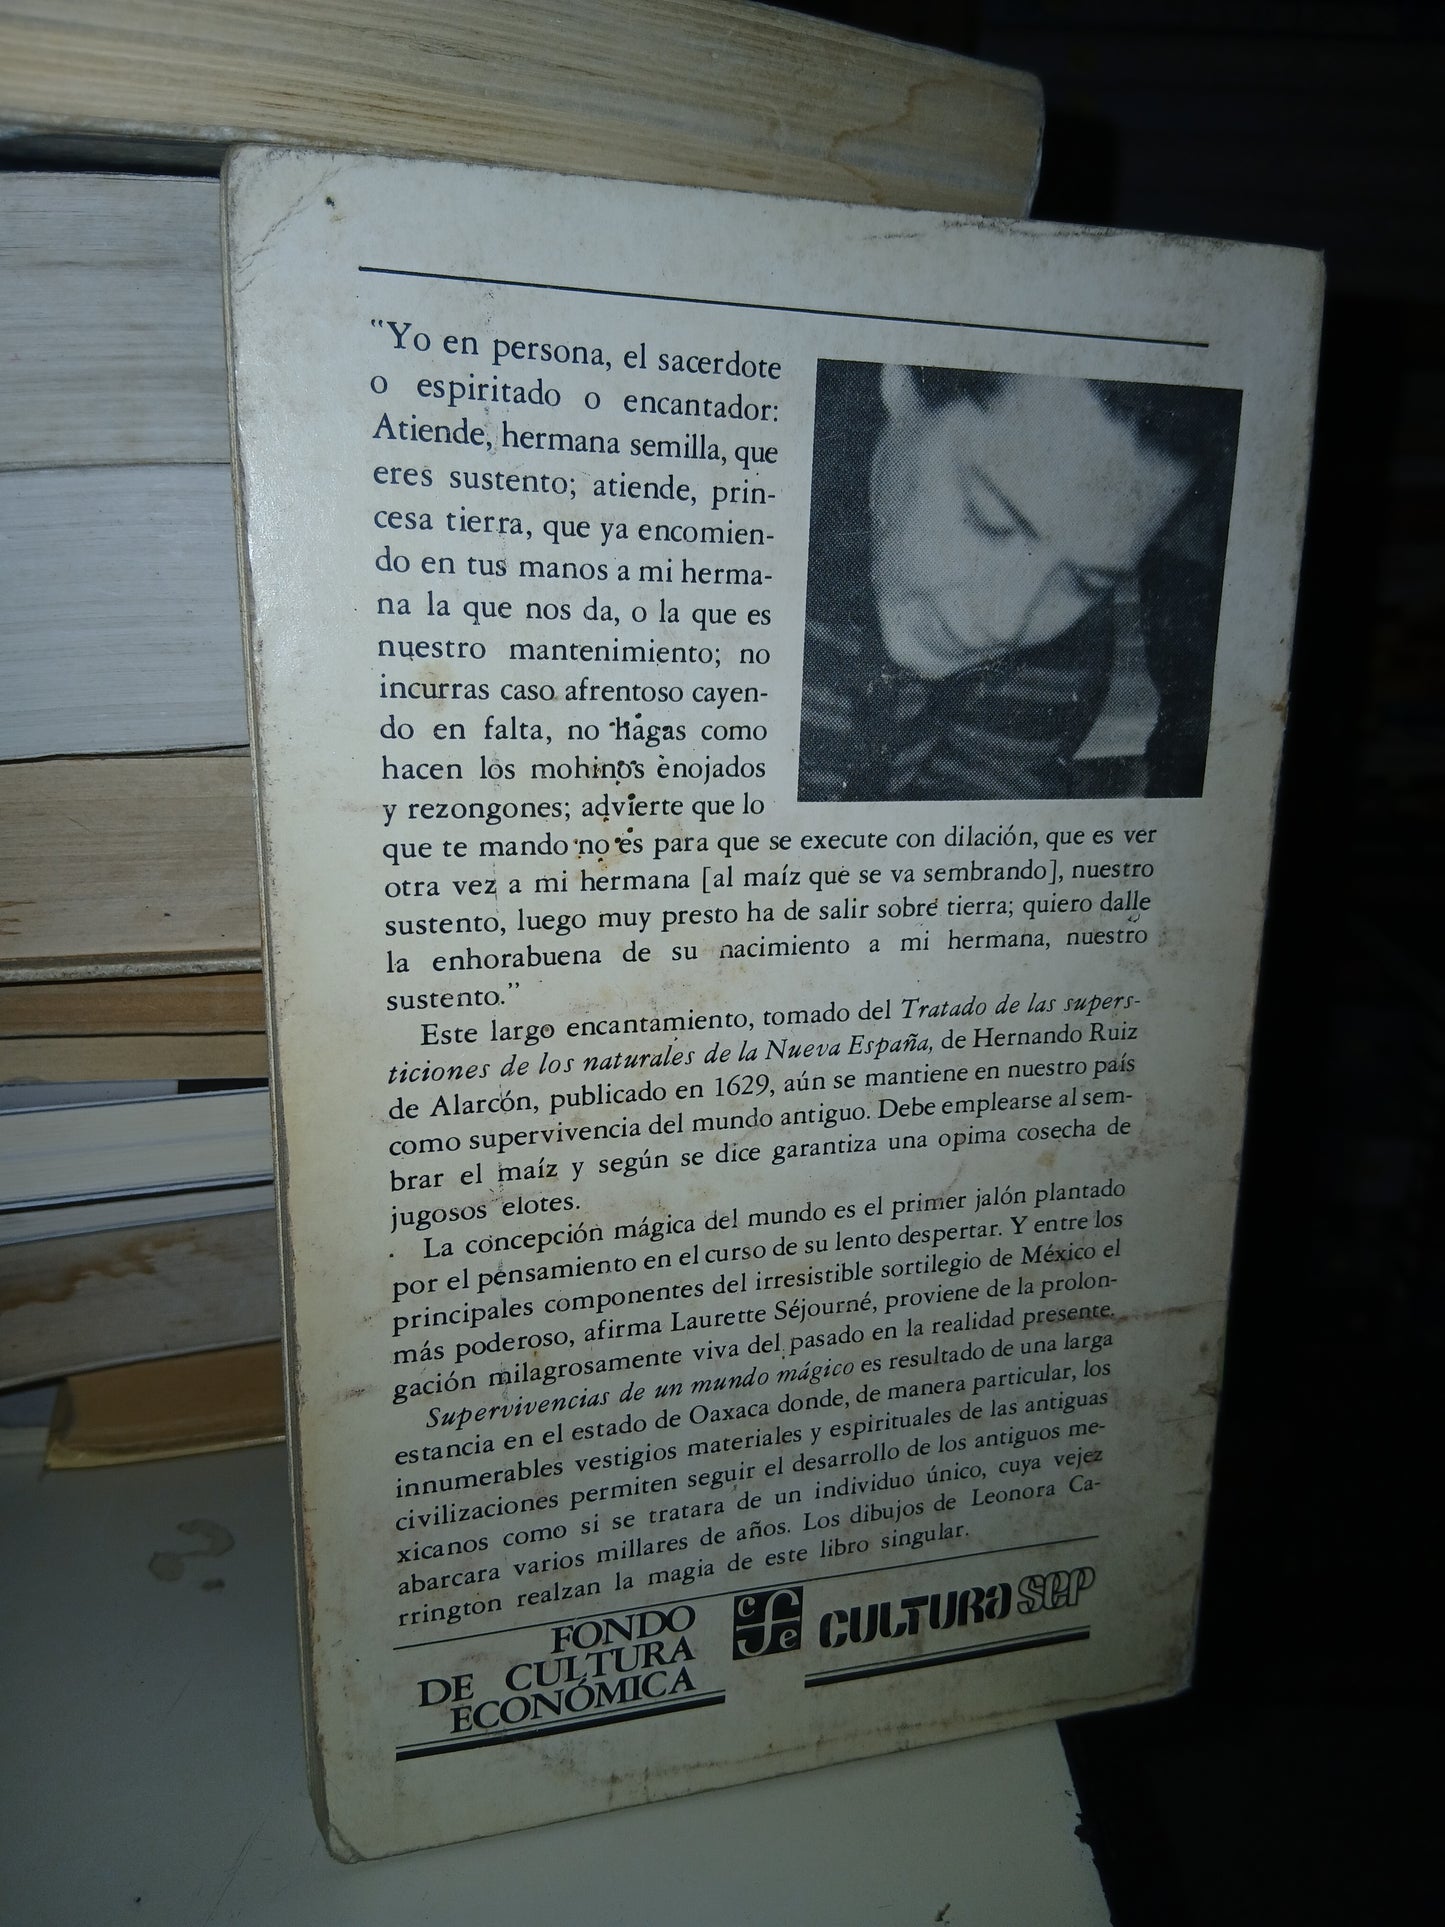 "Yo en persona, el sacerdote
o espiritado o encantador:
Atiende, hermana semilla, que
eres sustento; atiende, prin-
cesa tierra, que ya encomien-
do en tus manos a mi herma-
na la que nos da, o la que es
nuestro mantenimiento; no
incurras caso afrentoso cayen-
do en falta, no hagas como
hacen los mohinos enojados
y rezongones; advierte que lo
que te mando no es para que se execute con dilación, que es ver
otra vez a mi hermana [al maíz que se va sembrando], nuestro
sustento, luego muy presto ha de salir sobre tierra; quiero dalle
la enhorabuena de su nacimiento a mi hermana, nuestro
sustento."
Este largo encantamiento, tomado del Tratado de las supers-
ticiones de los naturales de la Nueva España, de Hernando Ruiz
de Alarcón, publicado en 1629, aún se mantiene en nuestro país
como supervivencia del mundo antiguo. Debe emplearse al sem-
brar el maíz y según se dice garantiza una opima cosecha de
jugosos elotes.
La concepción mágica del mundo es el primer jalón plantado
por el pensamiento en el curso de su lento despertar. Y entre los
principales componentes del irresistible sortilegio de México el
más poderoso, afirma Laurette Séjourné, proviene de la prolon-
gación milagrosamente viva del pasado en la realidad presente.
Supervivencias de un mundo mágico es resultado de una larga
estancia en el estado de Oaxaca donde, de manera particular, los
innumerables vestigios materiales y espirituales de las antiguas
civilizaciones permiten seguir el desarrollo de los antiguos me-
xicanos como si se tratara de un individuo único, cuya vejez
abarcara varios millares de años. Los dibujos de Leonora Ca-
rrington realzan la magia de este libro singular.
FONDO
DE CULTURA
ECONÓMICA
cfe
CULTURA SEP